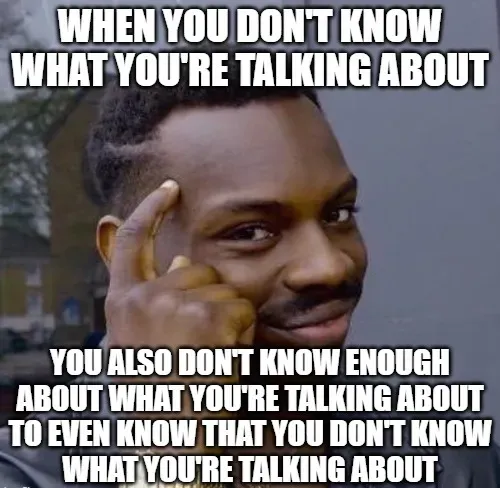 WHEN YOU DON'T KNOW
WHAT YOU'RE TALKING ABOUT
YOU ALSO DON'T KNOW ENOUGH
ABOUT WHAT YOU'RE TALKING ABOUT
TO EVEN KNOW THAT YOU DON'T KNOW
WHAT YOU'RE TALKING ABOUT